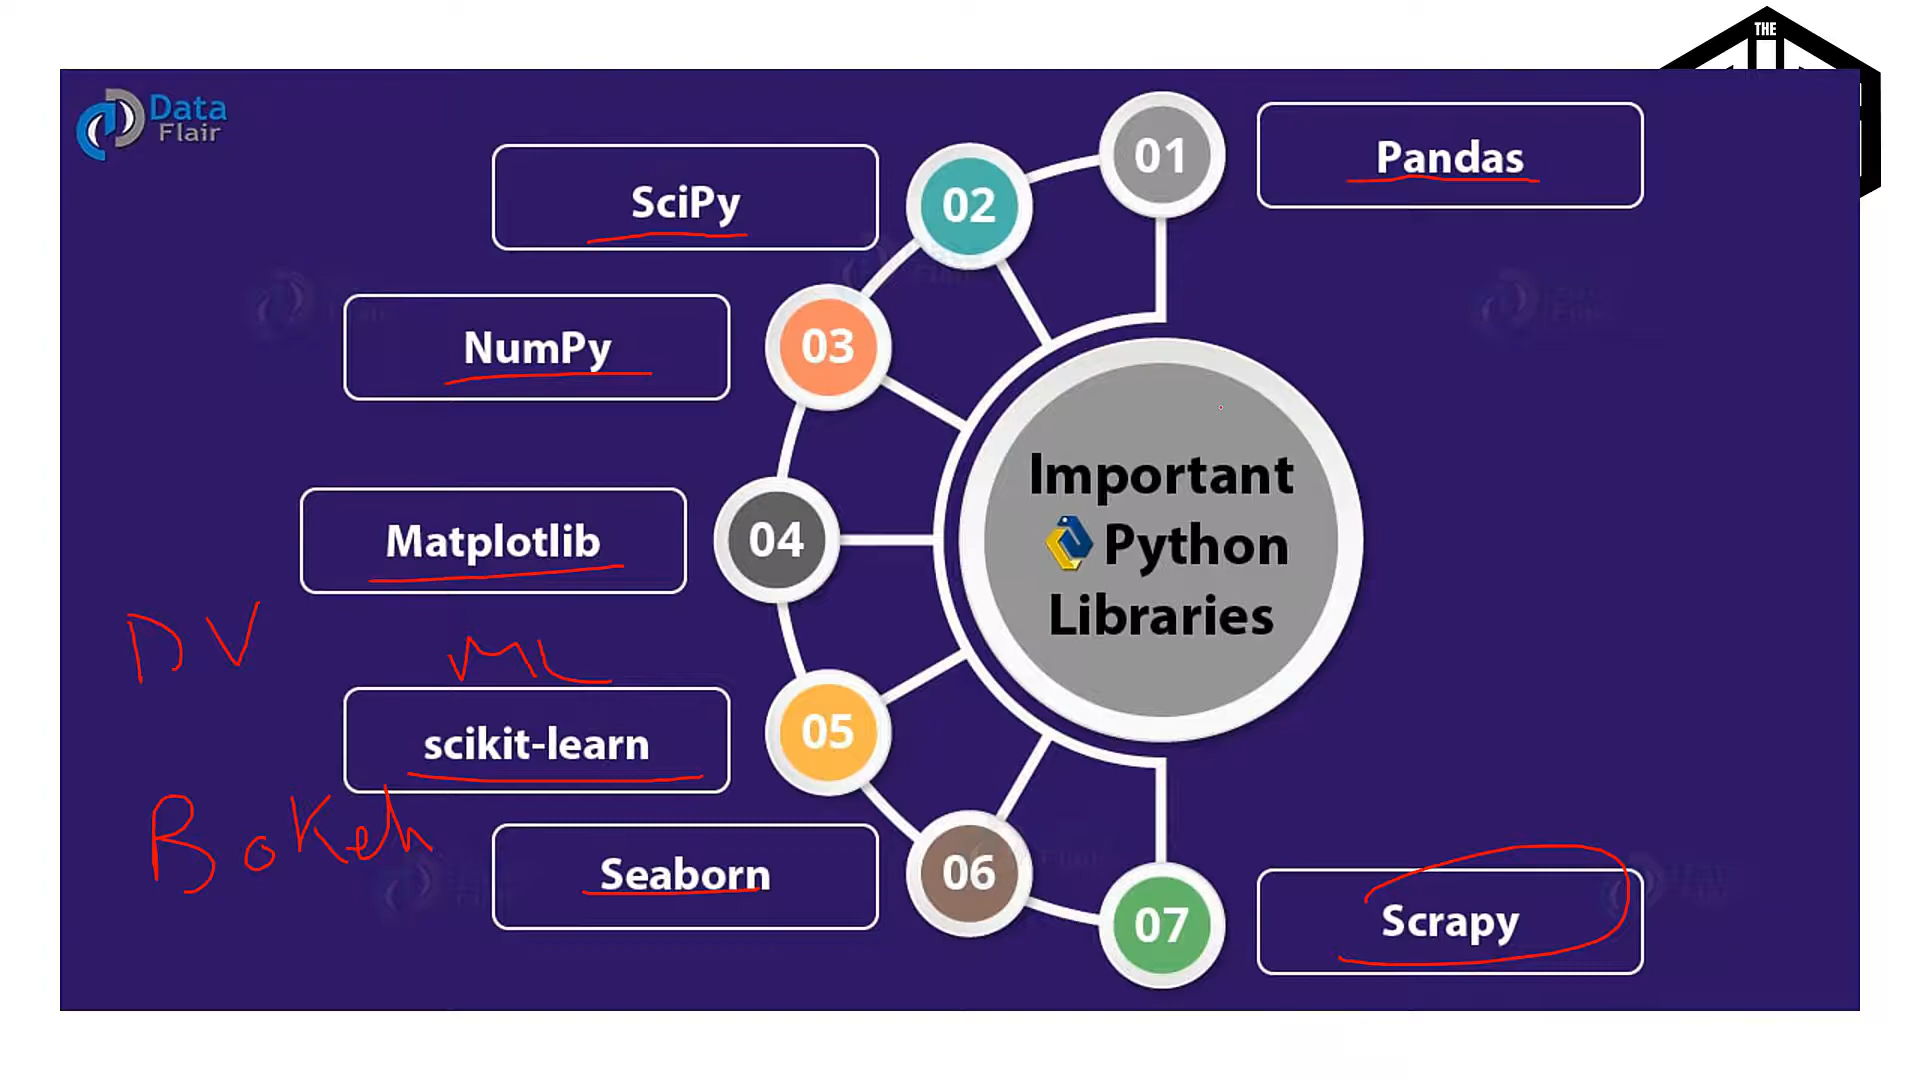 THE
Data
Flair
01
Pandas
02
SciPy
03
NumPy
04
Matplotlib
DV
ML
05
scikit-learn
Bokeh
06
Seaborn
07
Scrapy
Important
Python
Libraries